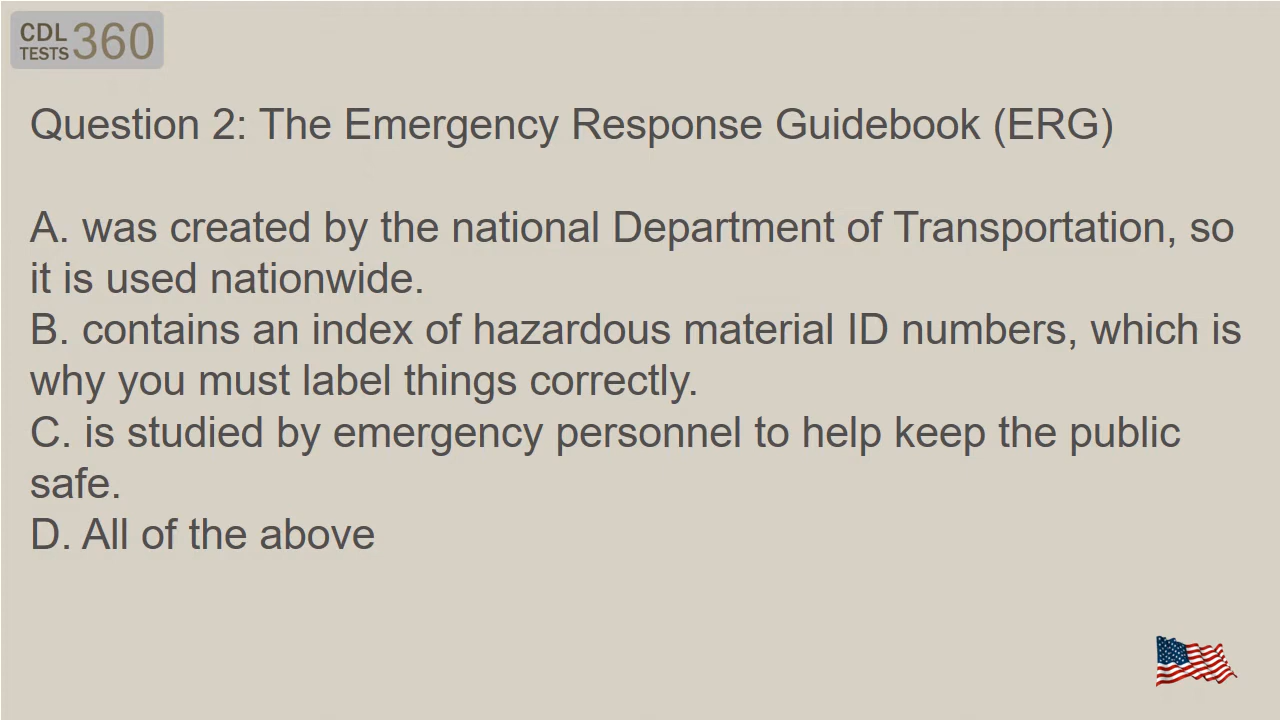 CDL
TESTS 360
Question 2: The Emergency Response Guidebook (ERG)
A. was created by the national Department of Transportation, so
it is used nationwide.
B. contains an index of hazardous material ID numbers, which is
why you must label things correctly.
C. is studied by emergency personnel to help keep the public
safe.
D. All of the above